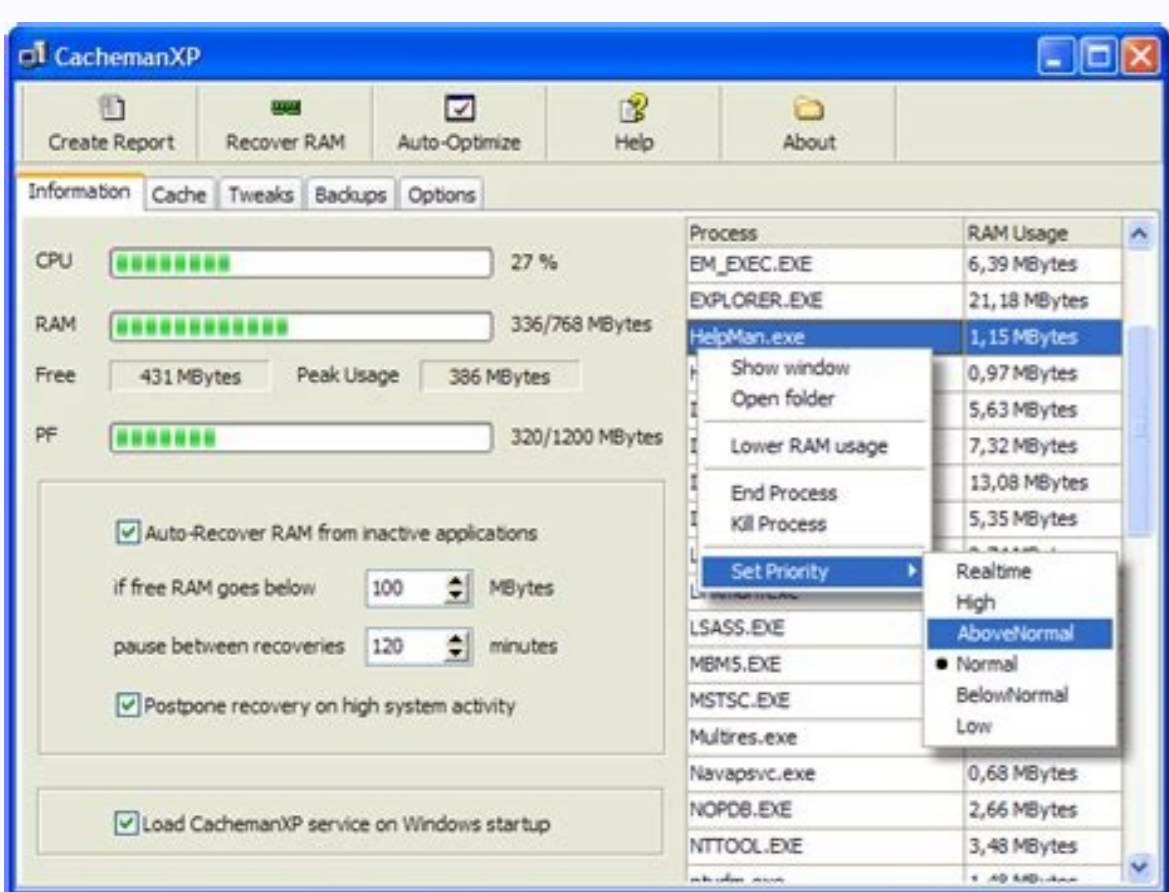 CachemanXP
Create Report Recover RAM Auto-Optimize Help About
Information Cache Tweaks Backups Options
CPU 27 %
RAM 336/768 MBytes
Free 431 MBytes Peak Usage 386 MBytes
PF 320/1200 MBytes
Auto-Recover RAM from inactive applications
if free RAM goes below 100 MBytes
pause between recoveries 120 minutes
Postpone recovery on high system activity
Load CachemanXP service on Windows startup
Process RAM Usage
EM_EXEC.EXE 6,39 MBytes
EXPLORER.EXE 21,18 MBytes
HelpMan.exe 1,15 MBytes
0,97 MBytes
5,63 MBytes
7,32 MBytes
13,08 MBytes
5,35 MBytes
LSASS.EXE
MBM5.EXE
MSTSC.EXE
Multires.exe
Navapsvc.exe 0,68 MBytes
NOPDB.EXE 2,66 MBytes
NTTOOL.EXE 3,48 MBytes
Show window
Open folder
Lower RAM usage
End Process
Kill Process
Set Priority
Realtime
High
AboveNormal
Normal
BelowNormal
Low